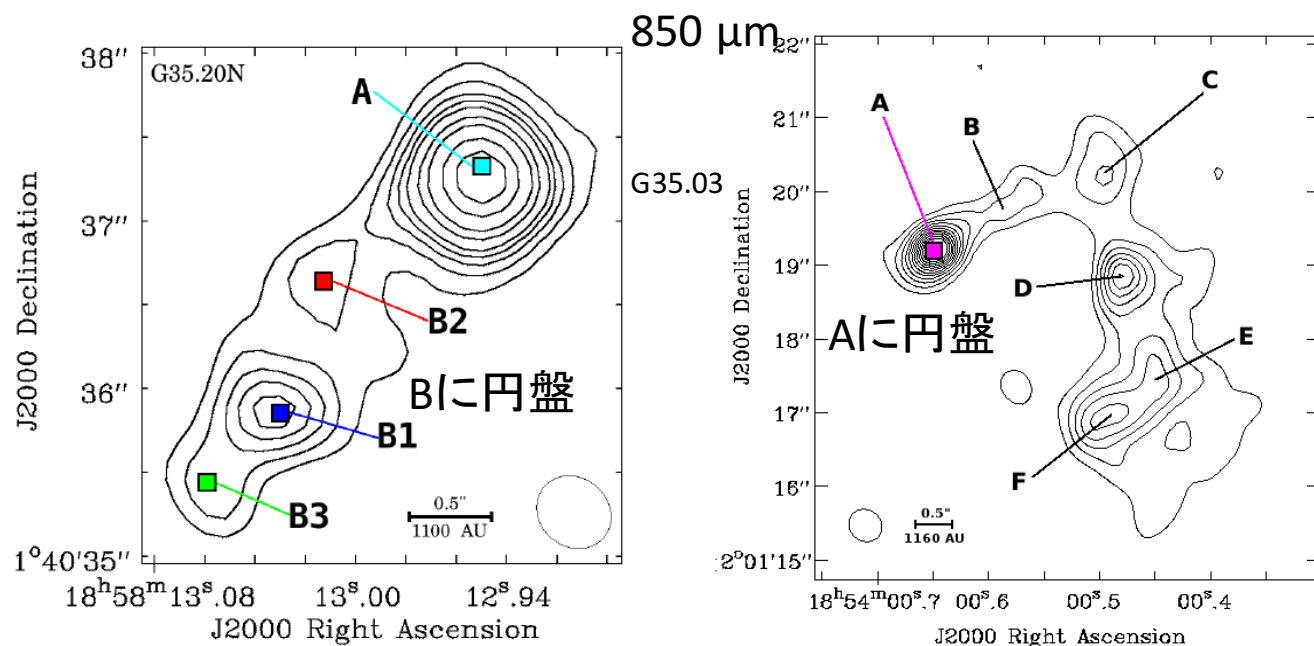 850 μm
G35.20N
38''
37''
36''
1°40'35''
J2000 Declination
A
B2
Bに円盤
B1
B3
0.5"
1100 AU
18ʰ58ᵐ13ˢ.08
13ˢ.00
12ˢ.94
J2000 Right Ascension
G35.03
22''
21''
20''
19''
18''
17''
16''
2°01'15''
J2000 Declination
A
B
C
D
Aに円盤
E
F
0.5"
1160 AU
18ʰ54ᵐ00ˢ.7
00ˢ.6
00ˢ.5
00ˢ.4
J2000 Right Ascension